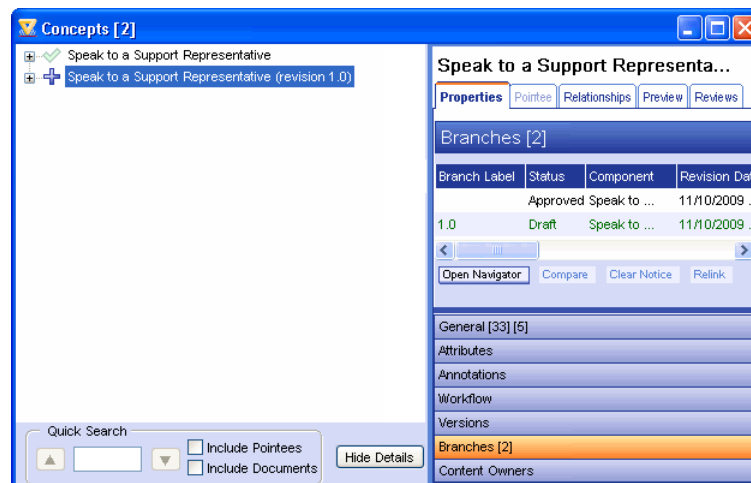 Concepts [2]
Speak to a Support Representative
Speak to a Support Representative (revision 1.0)
Quick Search
Include Pointees
Include Documents
Hide Details
Speak to a Support Representa...
Properties Pointee Relationships Preview Reviews
Branches [2]
Branch Label Status Component Revision Dat
Approved Speak to ... 11/10/2009 .
1.0 Draft Speak to ... 11/10/2009 .
Open Navigator Compare Clear Notice Relink
General [33] [5]
Attributes
Annotations
Workflow
Versions
Branches [2]
Content Owners